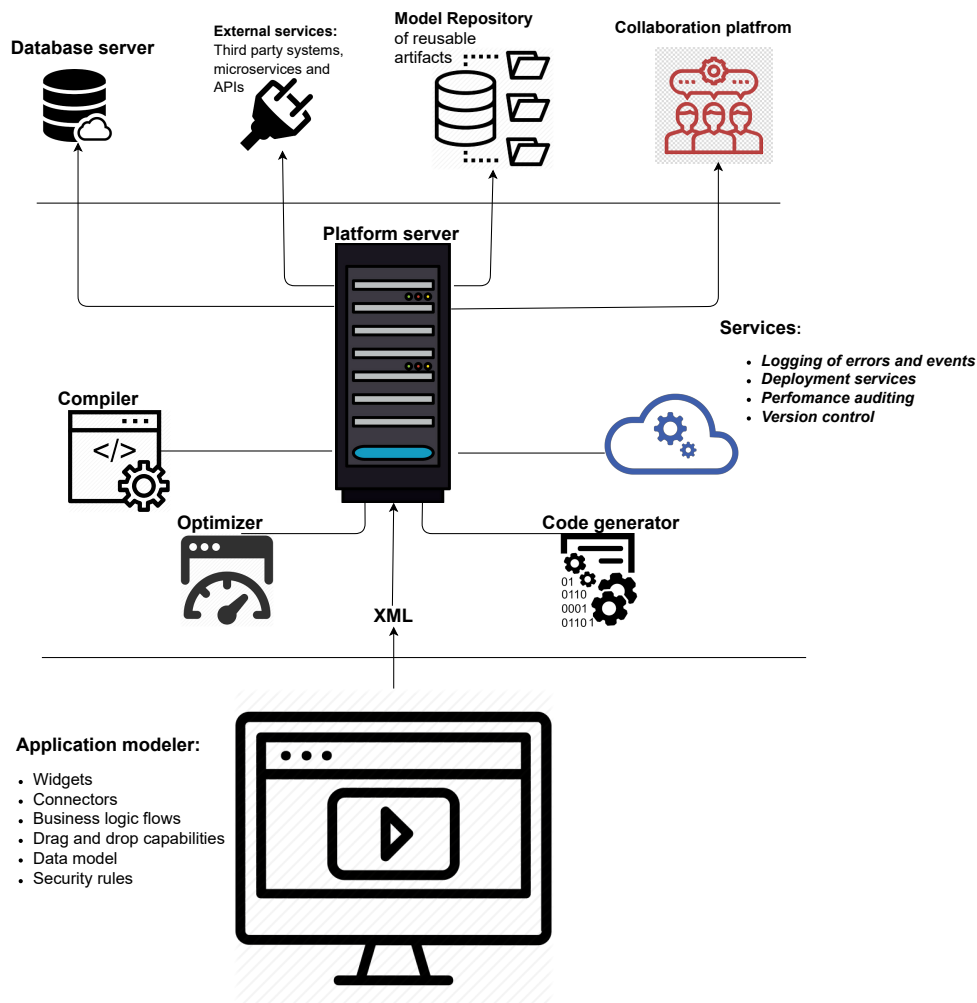 Database server
External services:
Third party systems,
microservices and
APIs
Model Repository
of reusable
artifacts
Collaboration platfrom
Platform server
Services:
Logging of errors and events
Deployment services
Perfomance auditing
Version control
Compiler
</>
Optimizer
Code generator
01
0110
0001
0110 1
XML
Application modeler:
Widgets
Connectors
Business logic flows
Drag and drop capabilities
Data model
Security rules